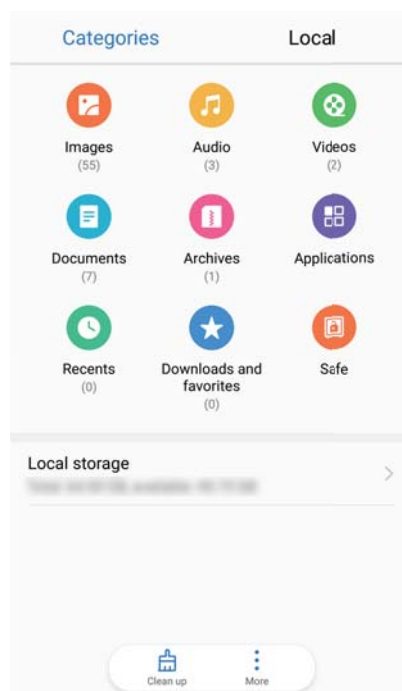 Categories Local
Images Audio Videos
(55) (3) (2)
Documents Archives Applications
(7) (1)
Recents Downloads and Safe
(0) favorites
(0)
Local storage
Clean up More